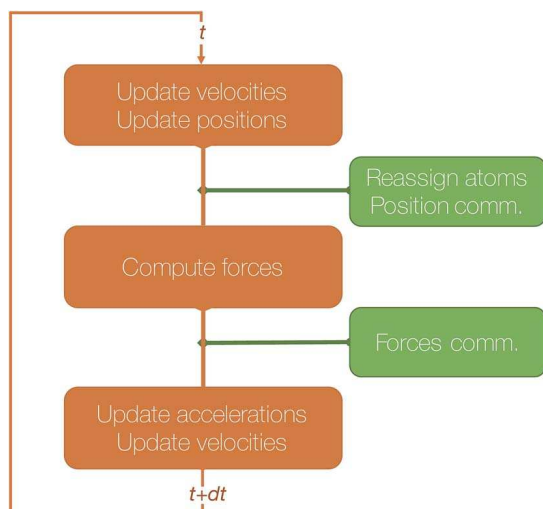 t
Update velocities
Update positions
Reassign atoms
Position comm.
Compute forces
Forces comm.
Update accelerations
Update velocities
t+dt